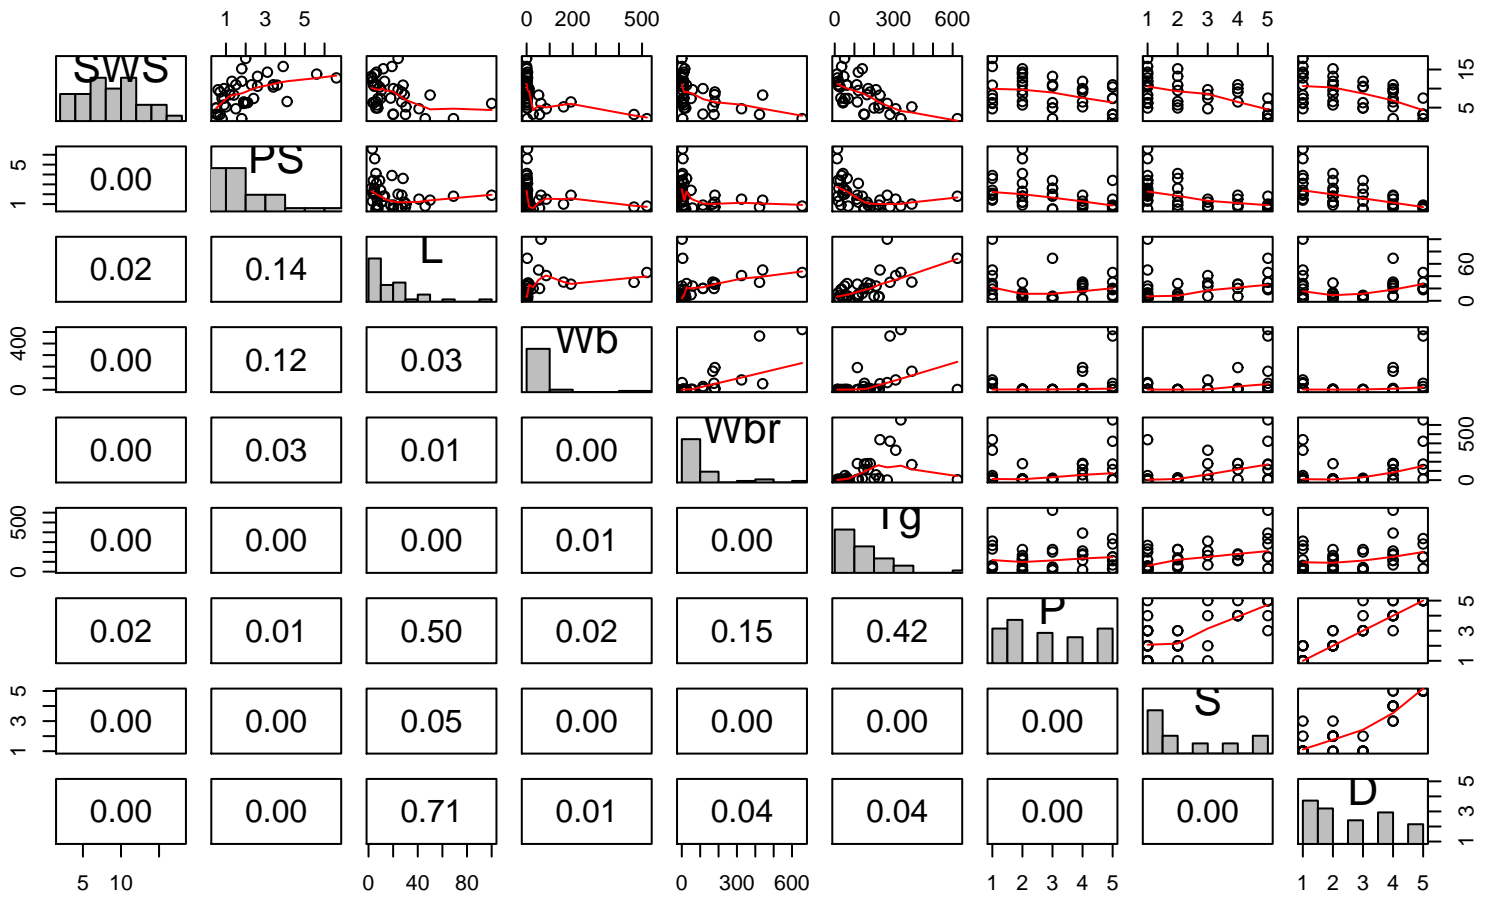 1 3 5 0 200 500 0 300 600 1 2 3 4 5
SWS 5 15
1 5 0.00 PS
0.02 0.14 L 0 60
0 400 0.00 0.12 0.03 Wb
0.00 0.03 0.01 0.00 Wbr 0 500
0 500 0.00 0.00 0.00 0.01 0.00 Tg
0.02 0.01 0.50 0.02 0.15 0.42 P 1 3 5
1 3 5 0.00 0.00 0.05 0.00 0.00 0.00 0.00 S
0.00 0.00 0.71 0.01 0.04 0.04 0.00 0.00 D 1 3 5
5 10 0 40 80 0 300 600 1 2 3 4 5 1 2 3 4 5